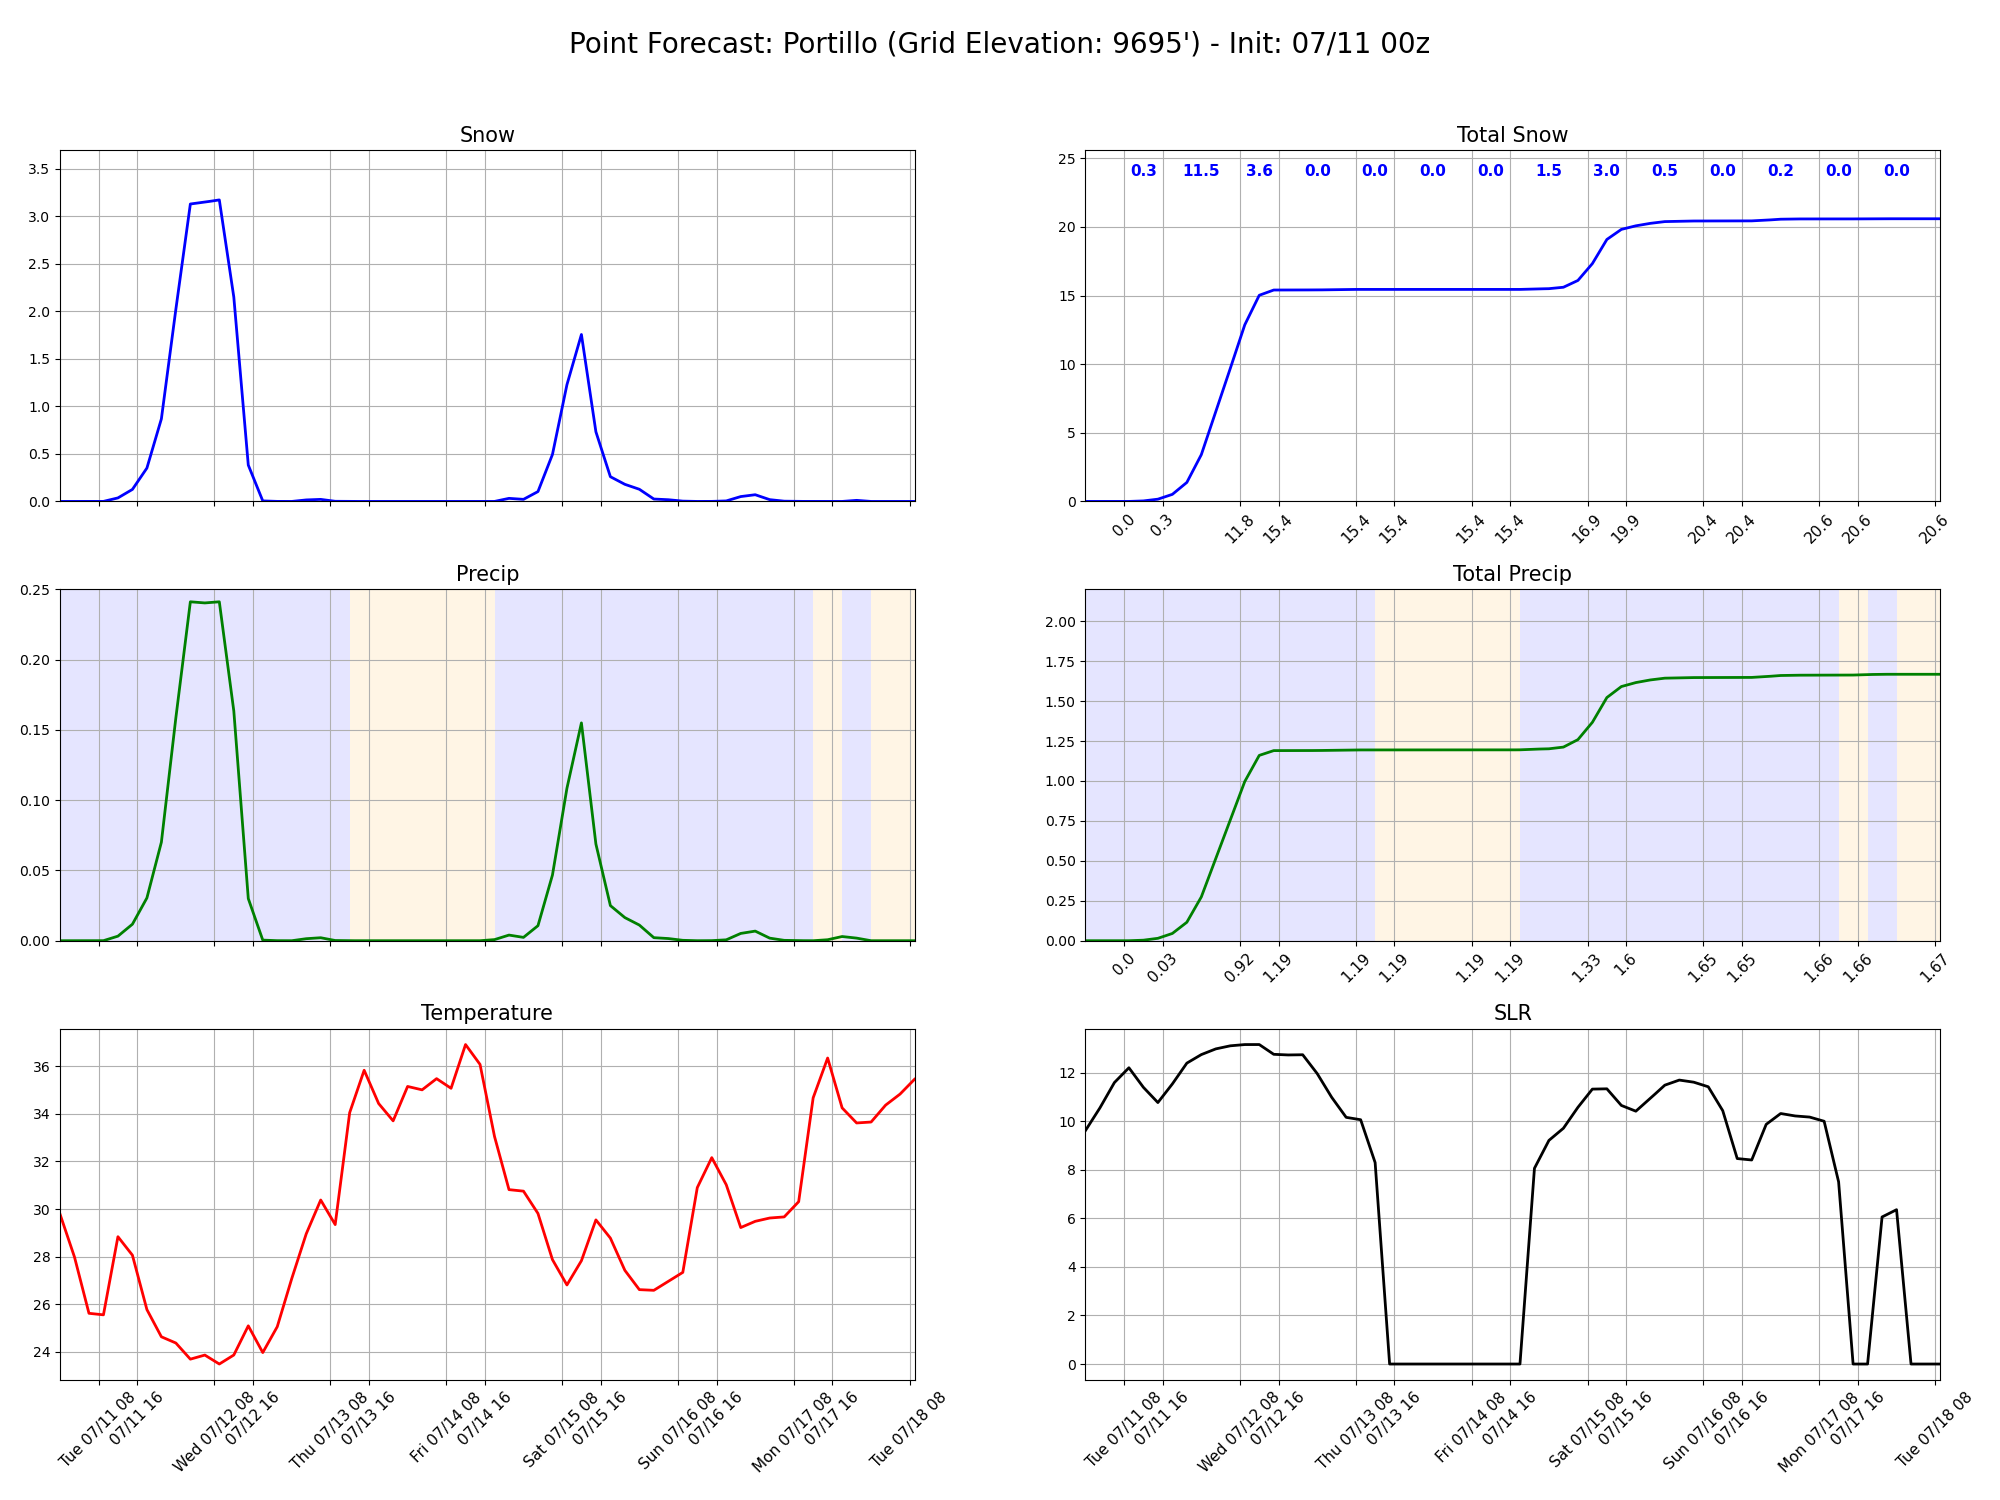 Point Forecast: Portillo (Grid Elevation: 9695') - Init: 07/11 00z
Snow
3.5
3.0
2.5
2.0
1.5
1.0
0.5
0.0
Total Snow
0.3 11.5 3.6 0.0 0.0 0.0 0.0 1.5 3.0 0.5 0.0 0.2 0.0 0.0
25
20
15
10
5
0
0.0 0.3 11.8 15.4 15.4 15.4 15.4 15.4 16.9 19.9 20.4 20.4 20.6 20.6 20.6
Precip
0.25
0.20
0.15
0.10
0.05
0.00
Total Precip
2.00
1.75
1.50
1.25
1.00
0.75
0.50
0.25
0.00
0.0 0.03 0.92 1.19 1.19 1.19 1.19 1.19 1.33 1.6 1.65 1.65 1.66 1.66 1.67
Temperature
36
34
32
30
28
26
24
Tue 07/11 08
07/11 16
Wed 07/12 08
07/12 16
Thu 07/13 08
07/13 16
Fri 07/14 08
07/14 16
Sat 07/15 08
07/15 16
Sun 07/16 08
07/16 16
Mon 07/17 08
07/17 16
Tue 07/18 08
SLR
12
10
8
6
4
2
0
Tue 07/11 08
07/11 16
Wed 07/12 08
07/12 16
Thu 07/13 08
07/13 16
Fri 07/14 08
07/14 16
Sat 07/15 08
07/15 16
Sun 07/16 08
07/16 16
Mon 07/17 08
07/17 16
Tue 07/18 08